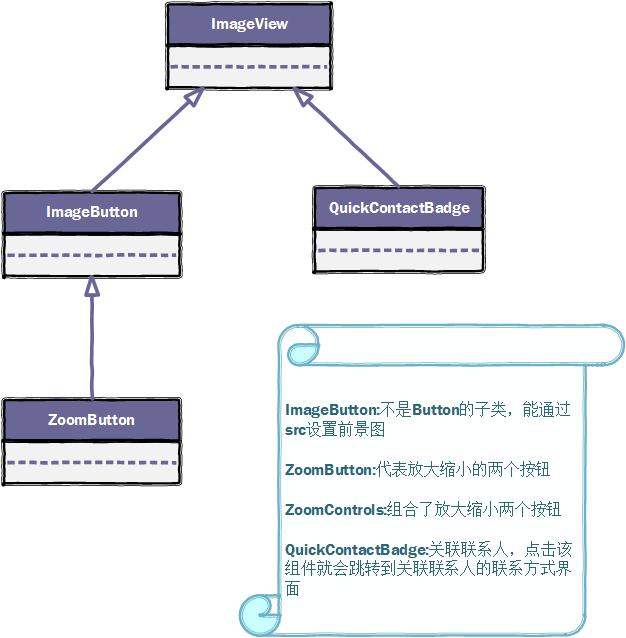 ImageView
ImageButton
QuickContactBadge
ZoomButton
ImageButton:不是Button的子类，能通过
src设置前景图
ZoomButton:代表放大缩小的两个按钮
ZoomControls:组合了放大缩小两个按钮
QuickContactBadge:关联联系人，点击该
组件就会跳转到关联联系人的联系方式界
面